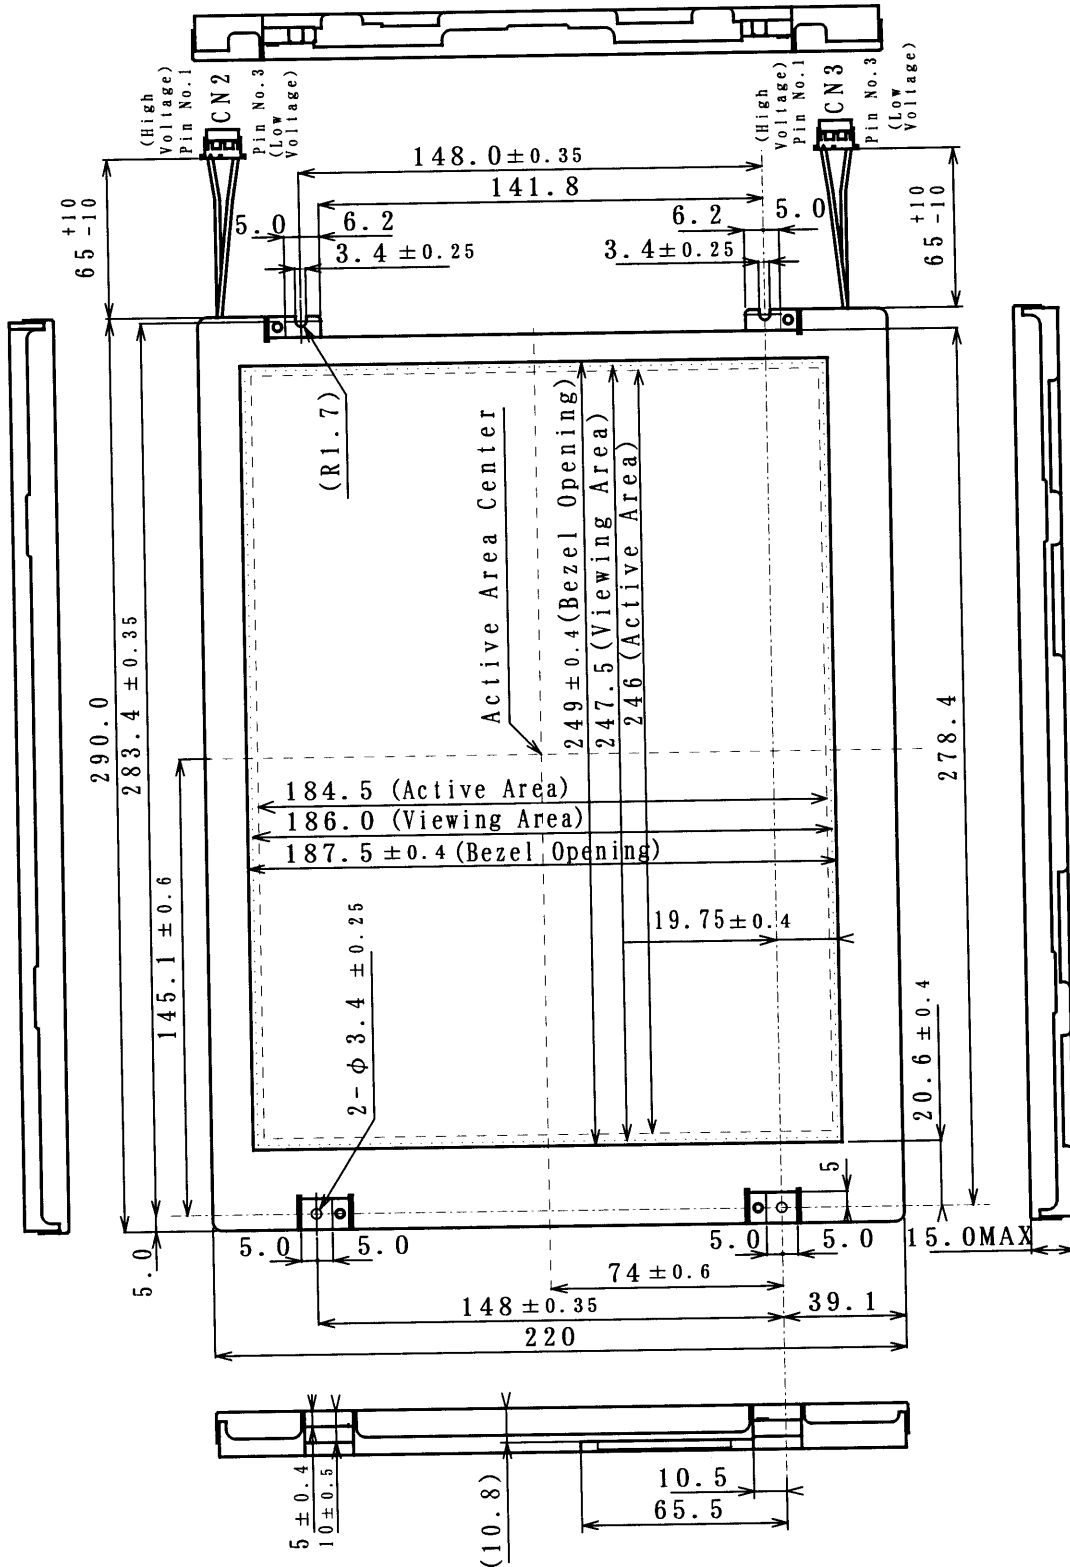 (High
Voltage)
Pin No.1
CN2
Pin No.3
(Low
Voltage)
(High
Voltage)
Pin No.1
CN3
Pin No.3
(Low
Voltage)
148.0±0.35
141.8
5.0
6.2
6.2
5.0
3.4 ±0.25
3.4±0.25
65 +10 -10
65 +10 -10
(R1.7)
Active Area Center
249±0.4(Bezel Opening)
247.5(Viewing Area)
246(Active Area)
290.0
283.4 ±0.35
278.4
184.5 (Active Area)
186.0 (Viewing Area)
187.5±0.4(Bezel Opening)
145.1±0.6
19.75±0.4
2-φ3.4 ±0.25
20.6±0.4
5
5.0
5.0
5.0
5.0
5.0
15.0MAX
74±0.6
148±0.35
39.1
220
5±0.4
10±0.5
(10.8)
10.5
65.5